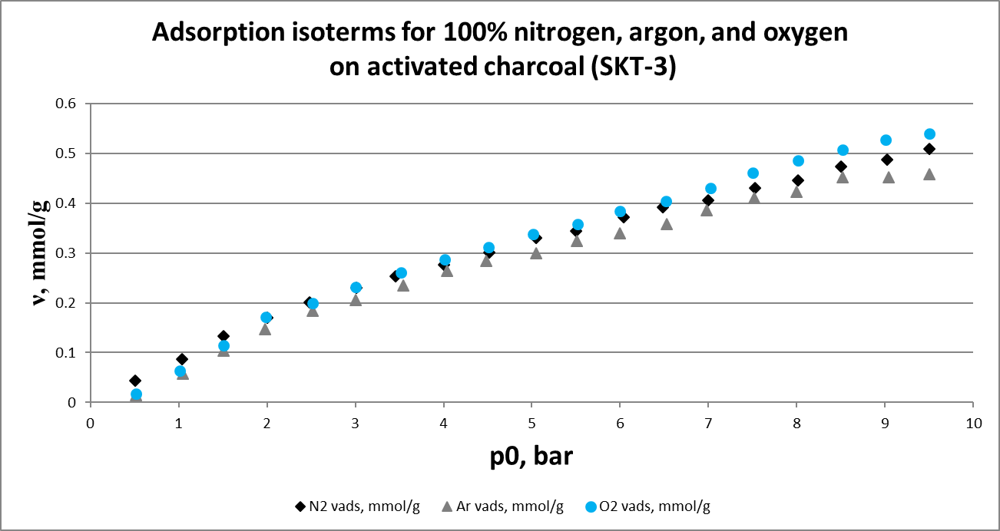 Adsorption isoterms for 100% nitrogen, argon, and oxygen
on activated charcoal (SKT-3)
0.6
0.5
0.4
0.3
0.2
0.1
0
ν, mmol/g
0 1 2 3 4 5 6 7 8 9 10
p0, bar
N2 vads, mmol/g Ar vads, mmol/g O2 vads, mmol/g